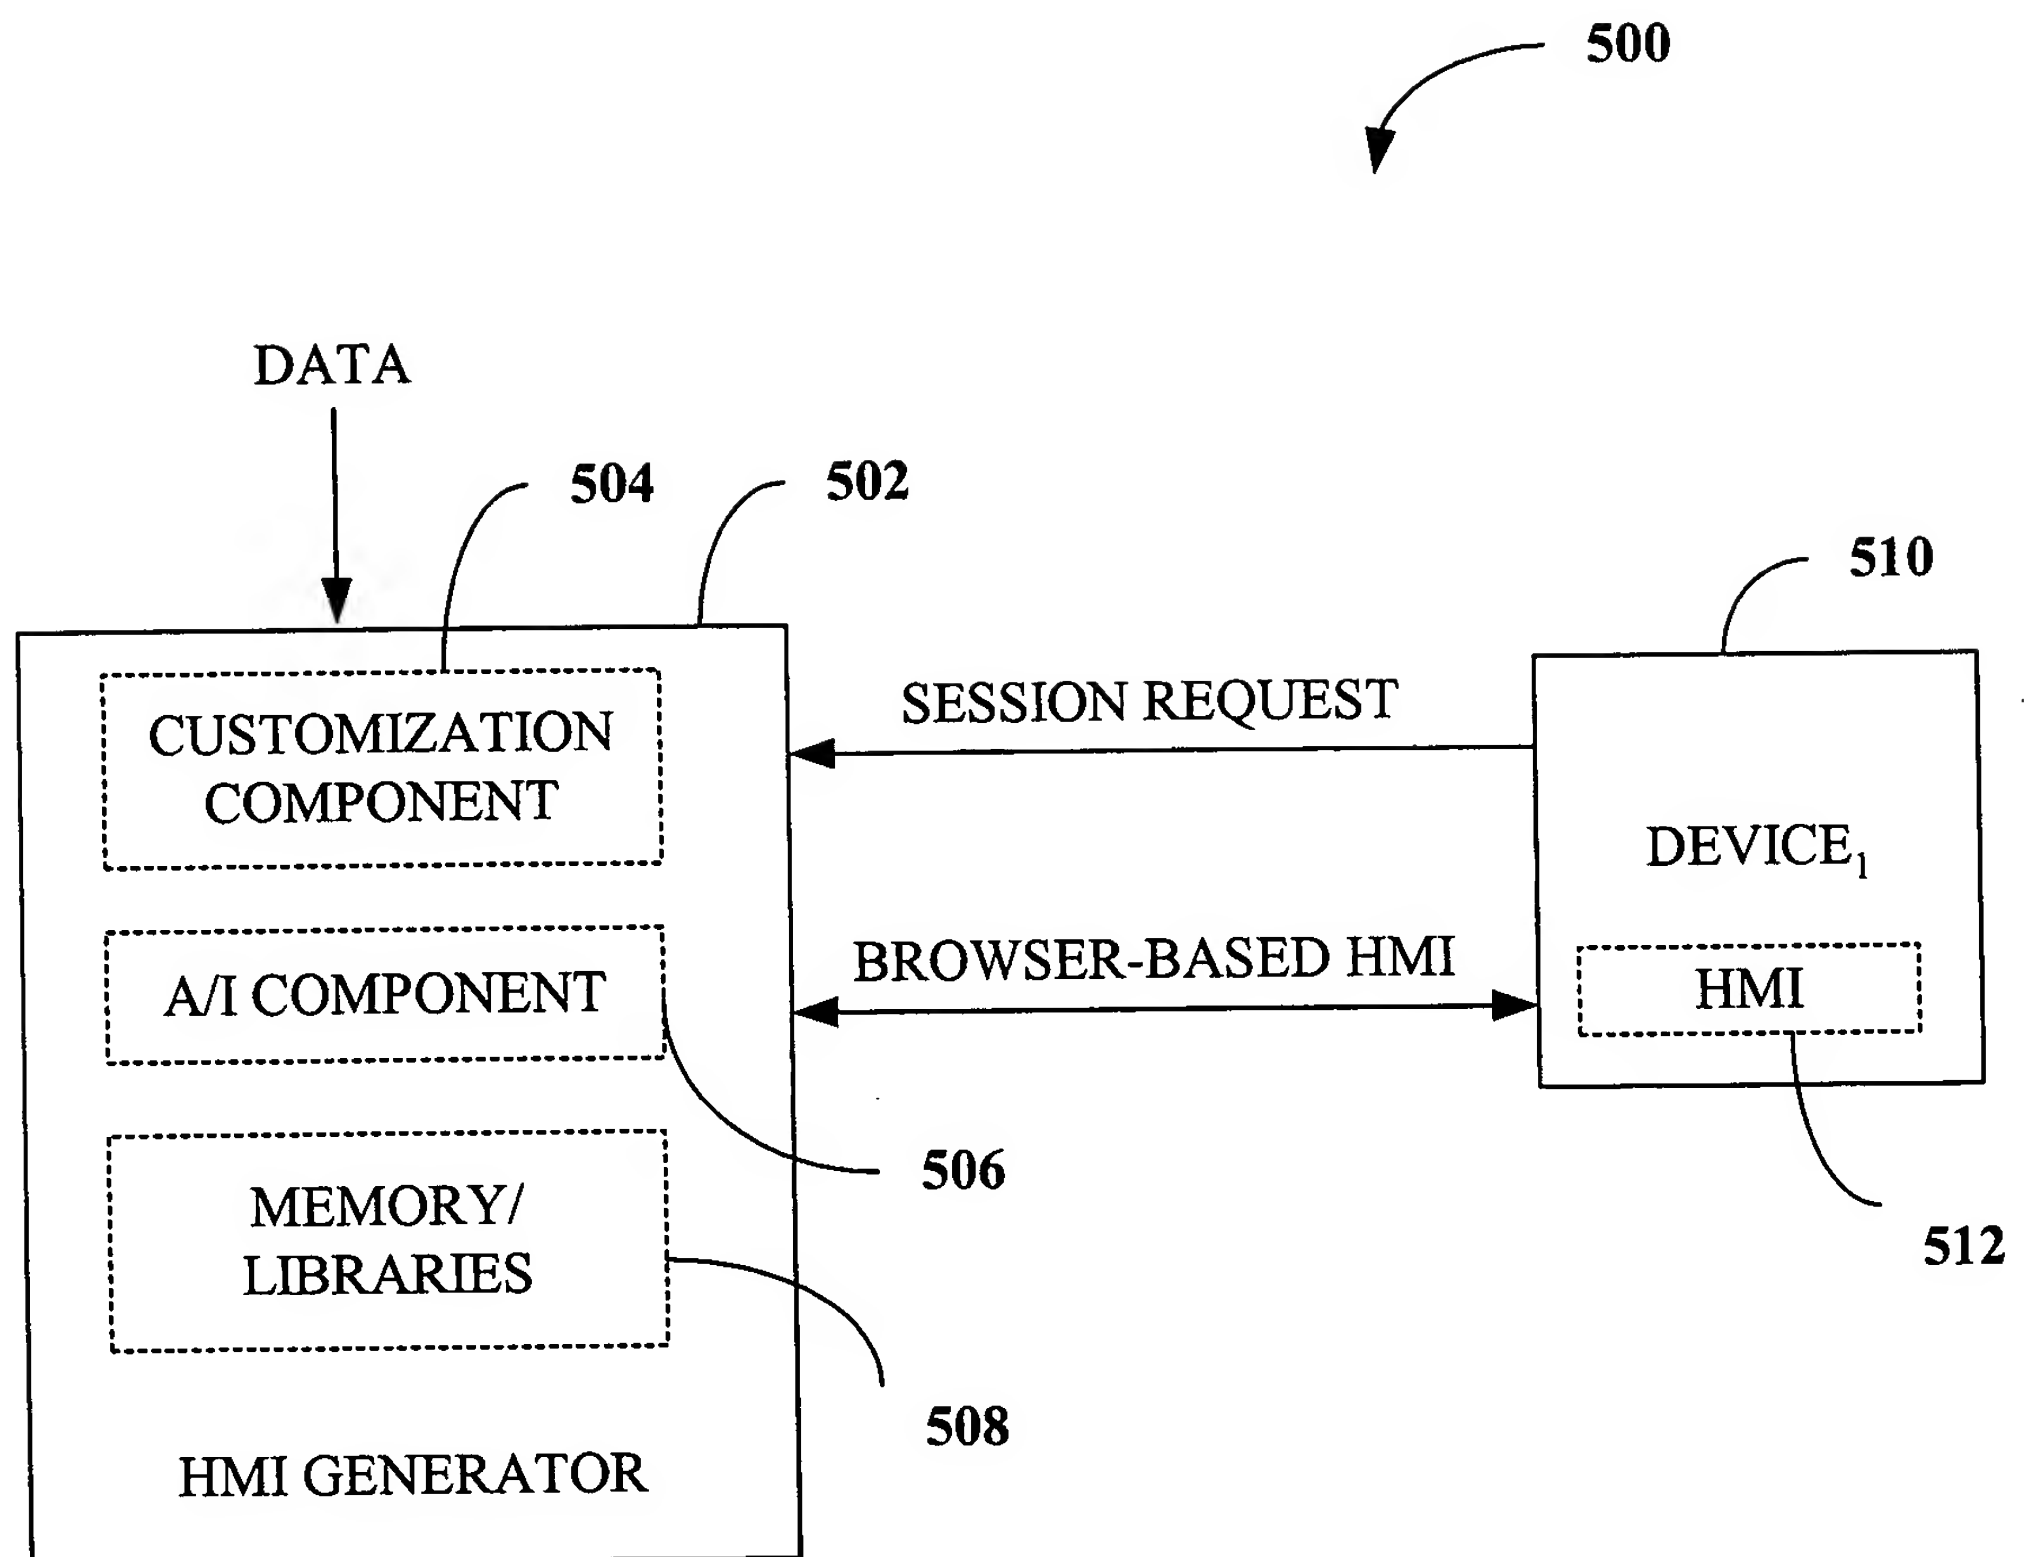 500
DATA
504
502
510
CUSTOMIZATION
COMPONENT
SESSION REQUEST
DEVICE₁
A/I COMPONENT
BROWSER-BASED HMI
HMI
506
MEMORY/
LIBRARIES
512
508
HMI GENERATOR